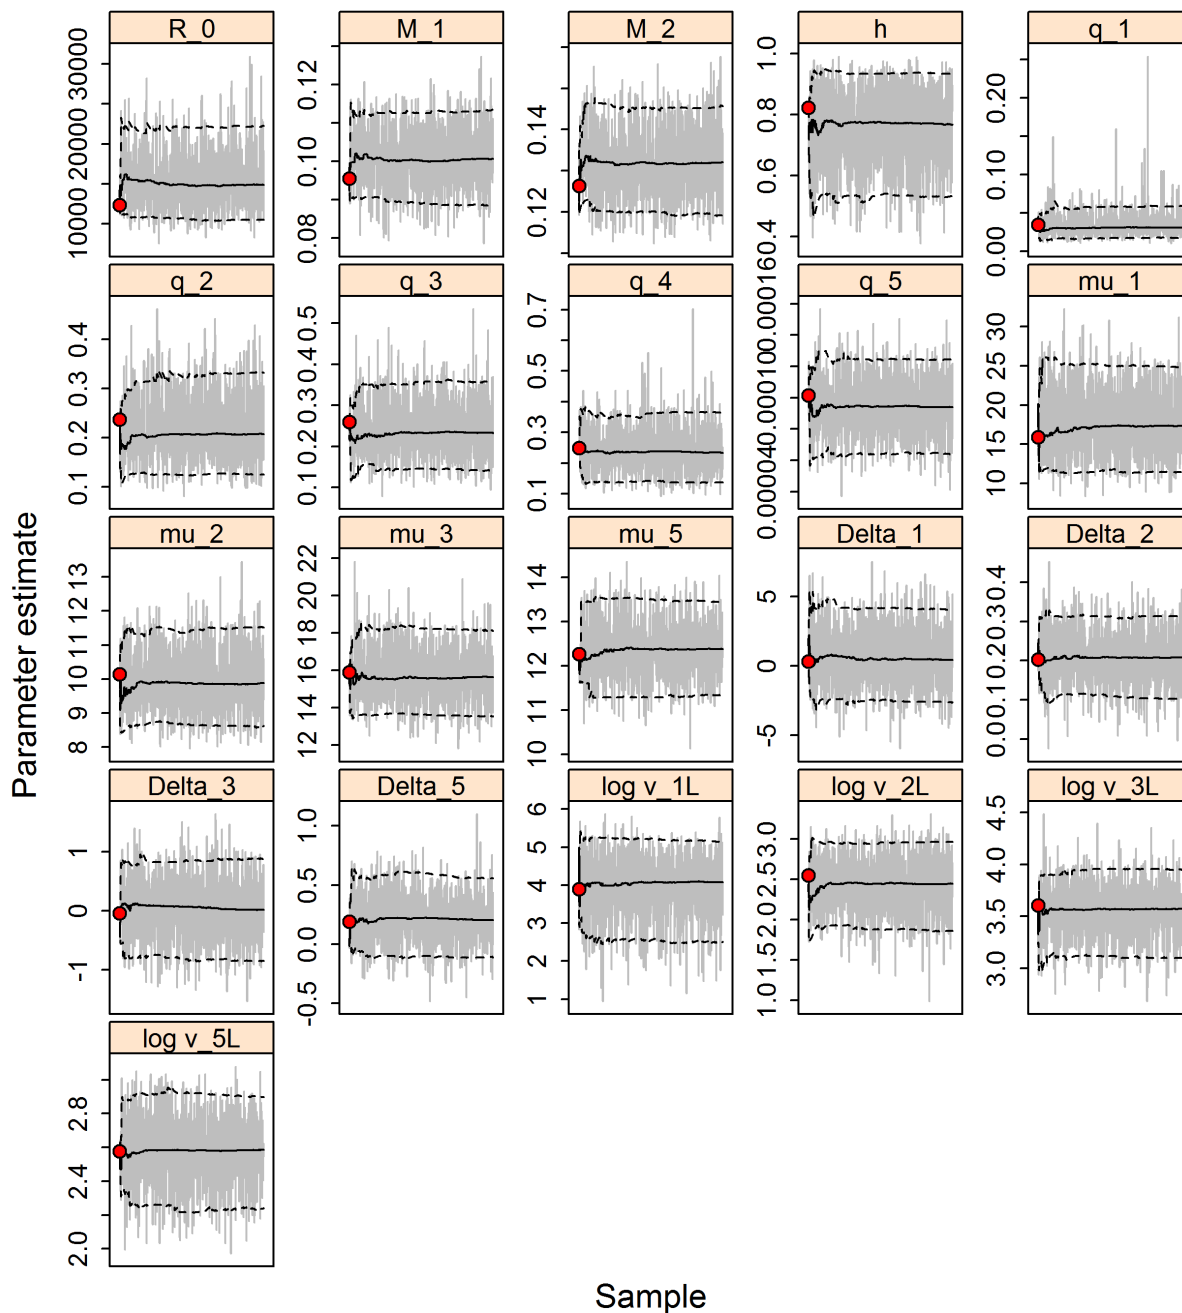 R_0
10000 20000 30000
M_1
0.08 0.10 0.12
M_2
0.12 0.14
h
0.4 0.6 0.8 1.0
q_1
0.00 0.10 0.20
q_2
0.1 0.2 0.3 0.4
q_3
0.1 0.2 0.3 0.4 0.5
q_4
0.1 0.3 0.5 0.7
q_5
0.00004 0.00010 0.00016
mu_1
10 15 20 25 30
mu_2
8 9 10 11 12 13
mu_3
12 14 16 18 20 22
mu_5
10 11 12 13 14
Delta_1
-5 0 5
Delta_2
0.0 0.1 0.2 0.3 0.4
Delta_3
-1 0 1
Delta_5
-0.5 0.0 0.5 1.0
log v_1L
1 2 3 4 5 6
log v_2L
1.0 1.5 2.0 2.5 3.0
log v_3L
3.0 3.5 4.0 4.5
log v_5L
2.0 2.4 2.8
Parameter estimate
Sample